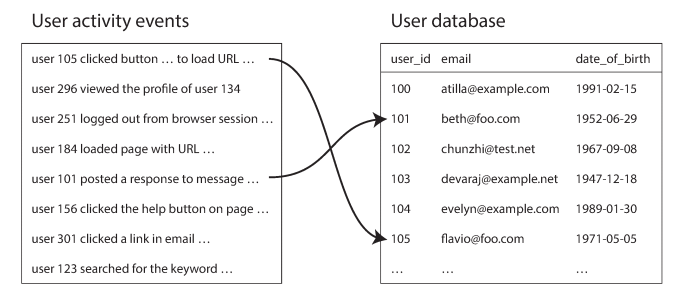 User activity events
user 105 clicked button … to load URL …
user 296 viewed the profile of user 134
user 251 logged out from browser session …
user 184 loaded page with URL …
user 101 posted a response to message …
user 156 clicked the help button on page …
user 301 clicked a link in email …
user 123 searched for the keyword …
User database
user_id email date_of_birth
100 atilla@example.com 1991-02-15
101 beth@foo.com 1952-06-29
102 chunzhi@test.net 1967-09-08
103 devaraj@example.net 1947-12-18
104 evelyn@example.com 1989-01-30
105 flavio@foo.com 1971-05-05
… … …